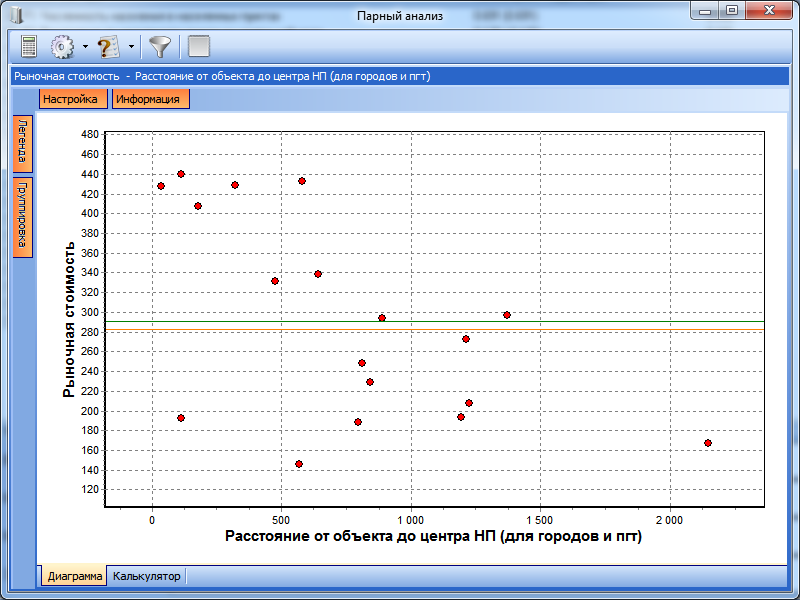 Парный анализ
Рыночная стоимость - Расстояние от объекта до центра НП (для городов и пгт)
Настройка
Информация
Легенда
Группировка
Рыночная стоимость
480
460
440
420
400
380
360
340
320
300
280
260
240
220
200
180
160
140
120
0 500 1 000 1 500 2 000
Расстояние от объекта до центра НП (для городов и пгт)
Диаграмма
Калькулятор